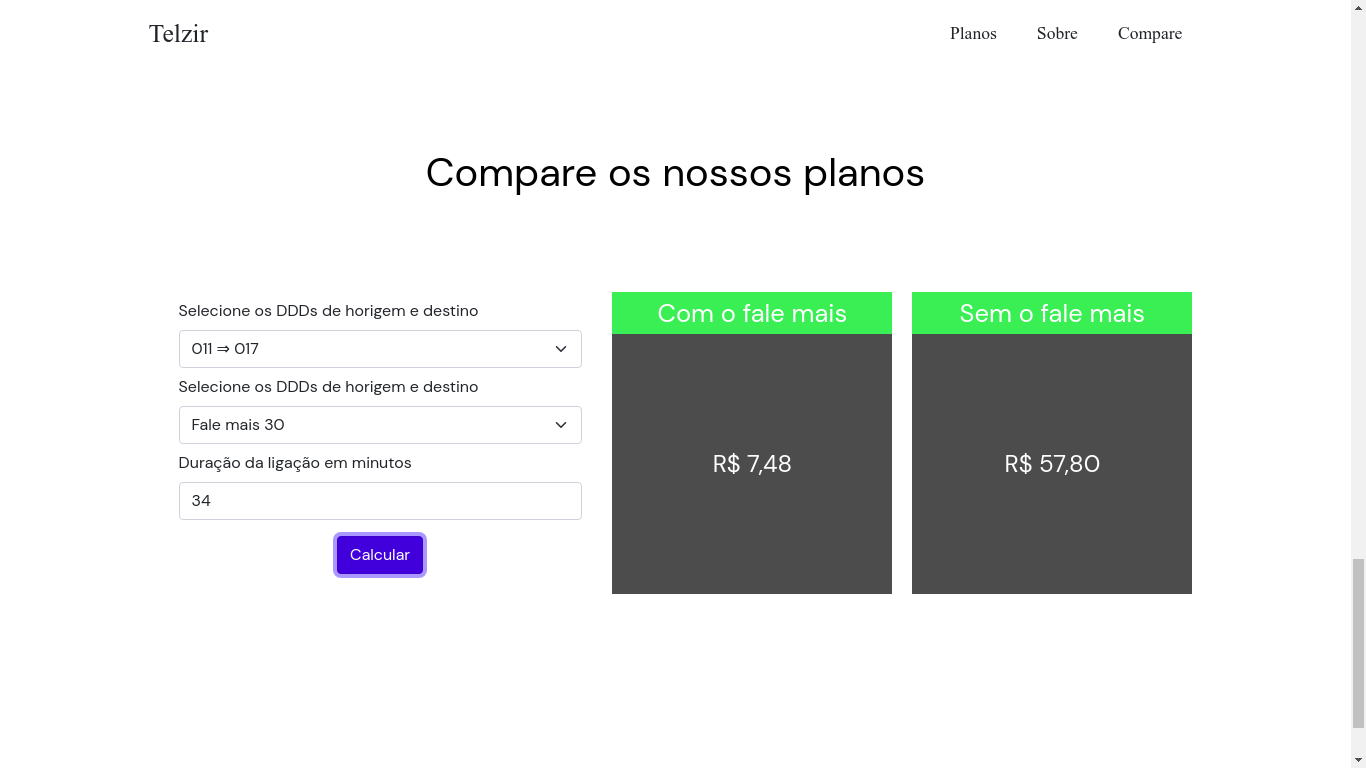 Telzir
Planos
Sobre
Compare
Compare os nossos planos
Selecione os DDDs de horigem e destino
011 ⇒ 017
Selecione os DDDs de horigem e destino
Fale mais 30
Duração da ligação em minutos
34
Calcular
Com o fale mais
R$ 7,48
Sem o fale mais
R$ 57,80